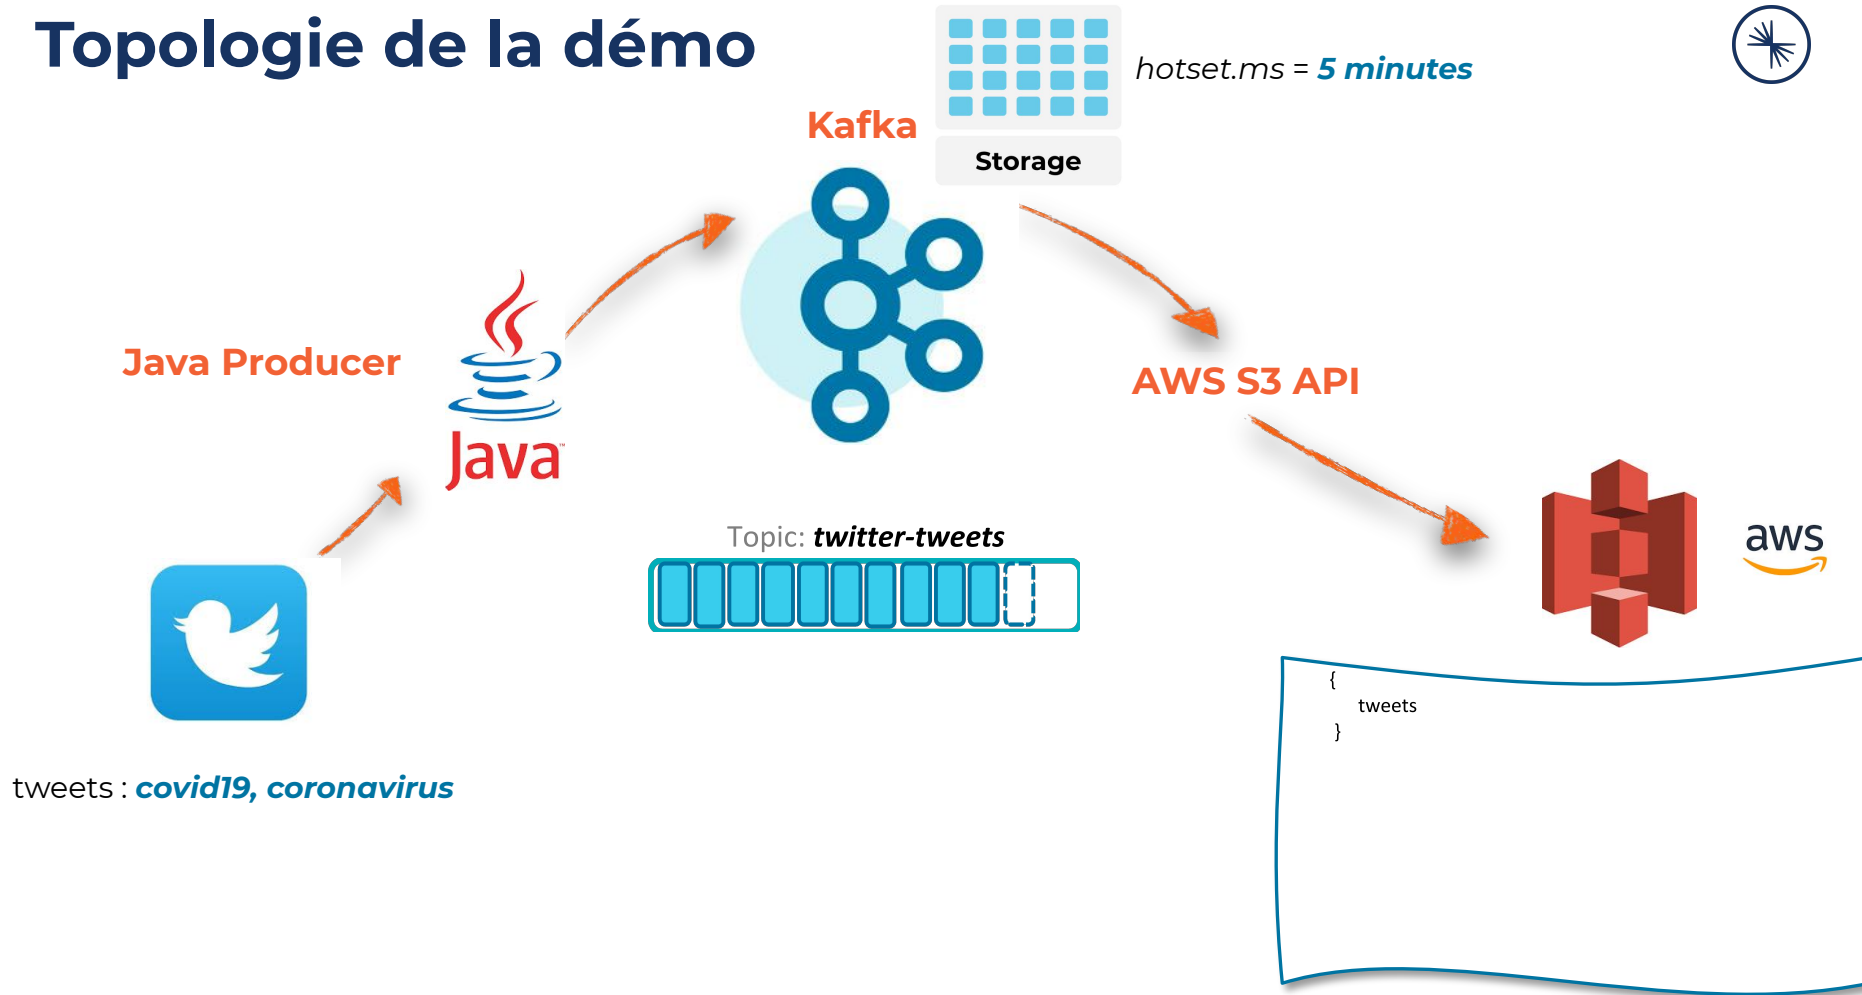 Topologie de la démo
hotset.ms = 5 minutes
Kafka
Storage
Java Producer
Java™
AWS S3 API
Topic: twitter-tweets
aws
{
tweets
}
tweets : covid19, coronavirus